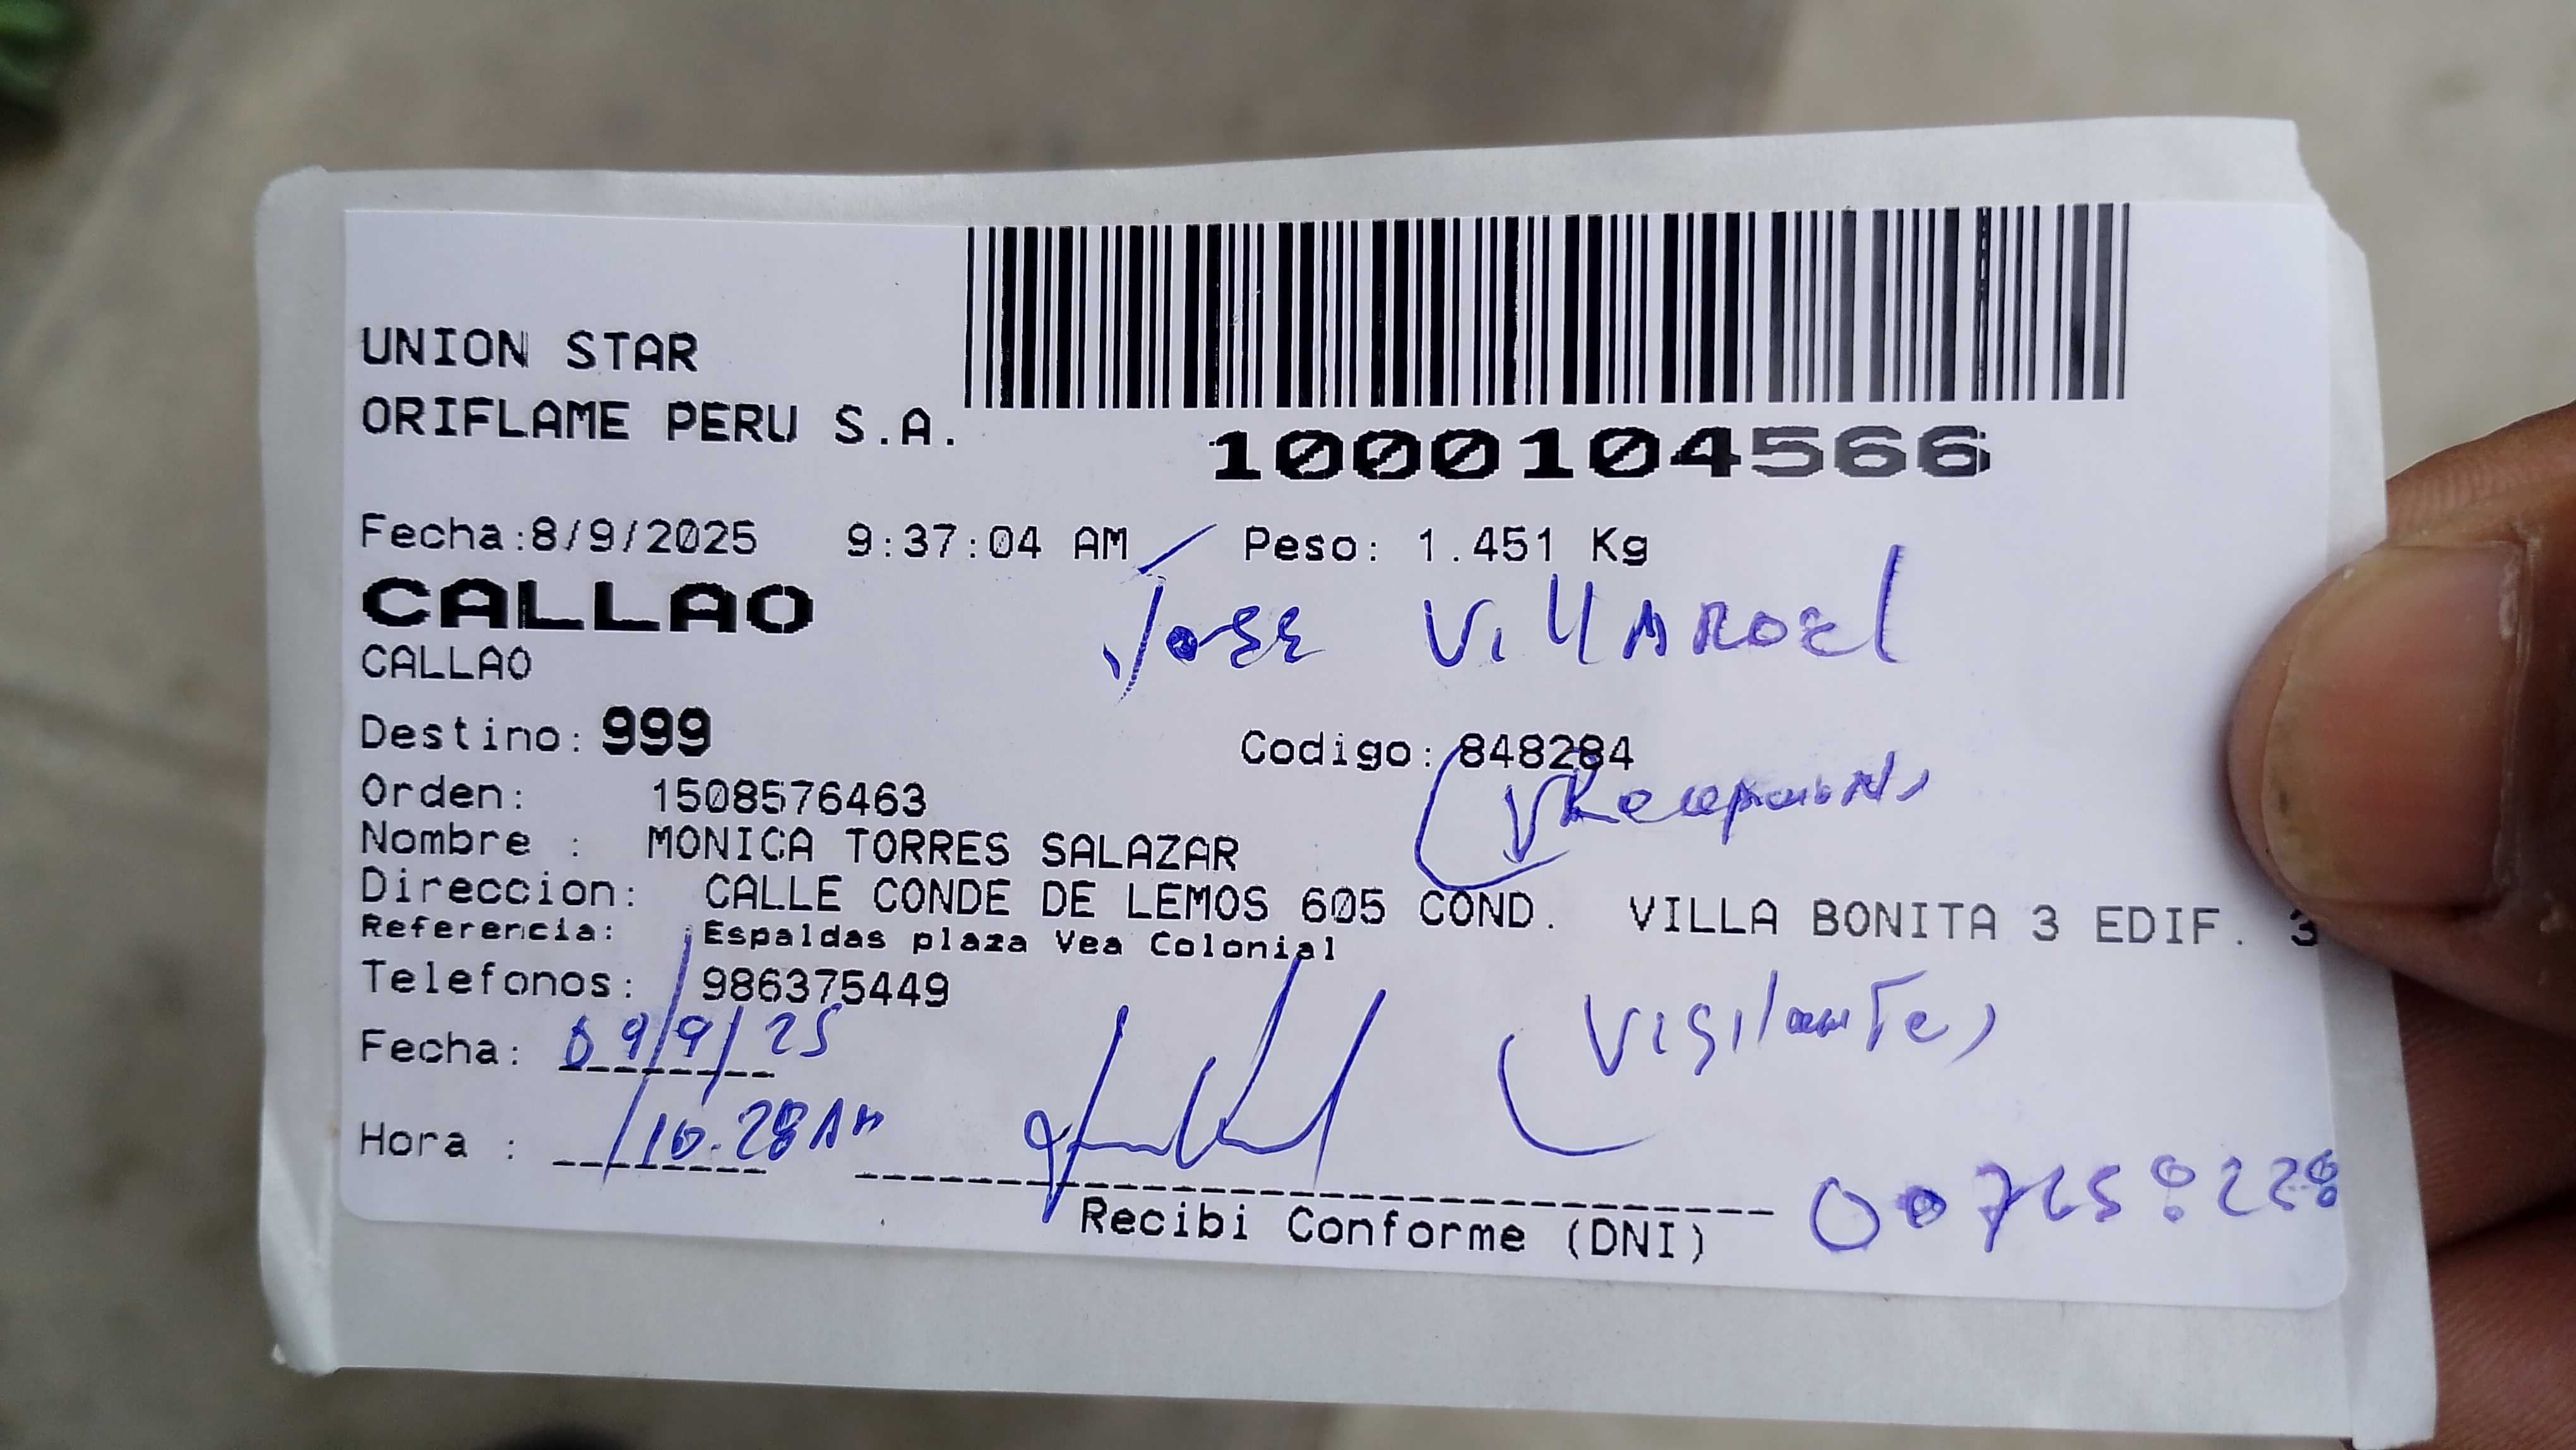 UNION STAR
ORIFLAME PERU S.A.
1000104566
Fecha:8/9/2025 9:37:04 AM Peso: 1.451 Kg
CALLAO
Jose VillARoel
CALLAO
Destino: 999 Codigo: 848284
Orden: 1508576463
Nombre : MONICA TORRES SALAZAR
Direccion: CALLE CONDE DE LEMOS 605 COND. VILLA BONITA 3 EDIF. 3
Referencia: Espaldas plaza Vea Colonial
Telefonos: 986375449
Vigilante
Fecha: 09/9/25
Hora : 10.28AM
Recibi Conforme (DNI)